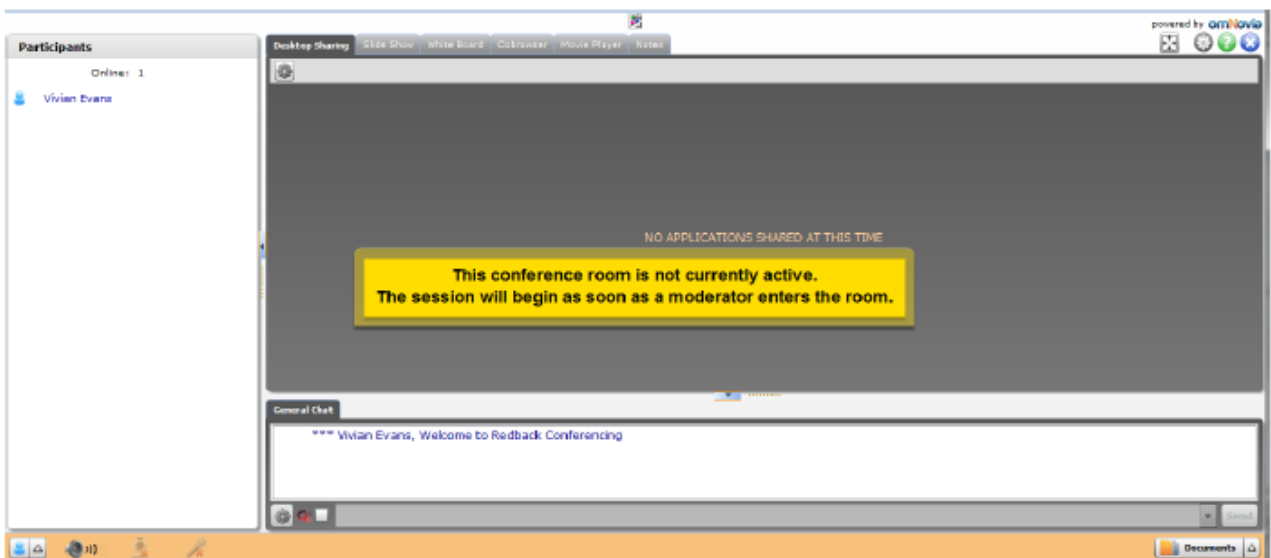 powered by omNovia
Participants
Online: 1
Vivian Evans
Desktop Sharing Slide Show White Board Cobrowser Movie Player Notes
NO APPLICATIONS SHARED AT THIS TIME
This conference room is not currently active.
The session will begin as soon as a moderator enters the room.
General Chat
*** Vivian Evans, Welcome to Redback Conferencing
Send
Documents